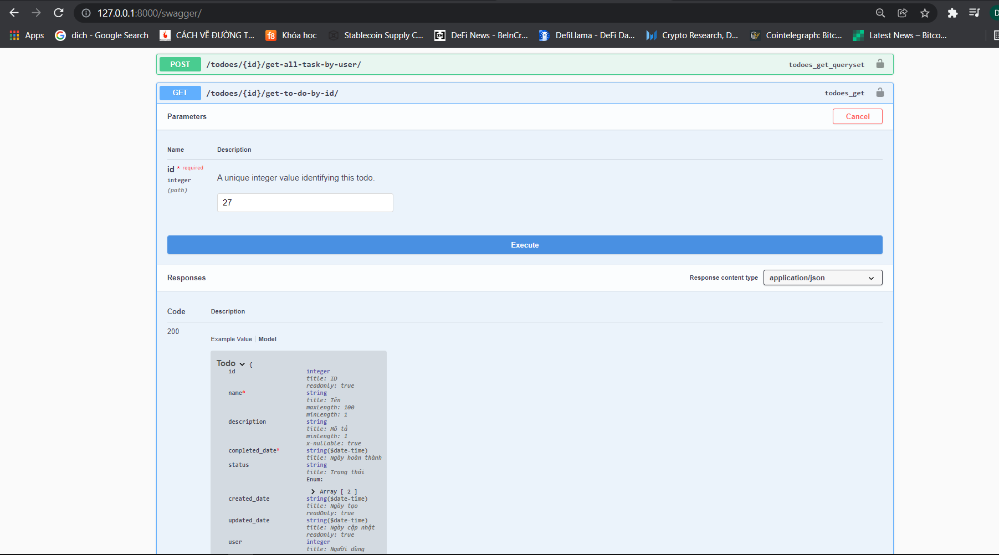 127.0.0.1:8000/swagger/
D
Apps
dịch - Google Search
CÁCH VẼ ĐƯỜNG T...
f8 Khóa học
Stablecoin Supply C...
DeFi News - BeInCr...
DefiLlama - DeFi Da...
Crypto Research, D...
Cointelegraph: Bitc...
Latest News – Bitco...
POST /todoes/{id}/get-all-task-by-user/ todoes_get_queryset
GET /todoes/{id}/get-to-do-by-id/ todoes_get
Parameters Cancel
Name Description
id * required
integer
(path)
A unique integer value identifying this todo.
27
Execute
Responses Response content type application/json
Code Description
200
Example Value Model
Todo {
id integer
title: ID
readOnly: true
name* string
title: Tên
maxLength: 100
minLength: 1
description string
title: Mô tả
minLength: 1
x-nullable: true
completed_date* string($date-time)
title: Ngày hoàn thành
status string
title: Trạng thái
Enum:
Array [ 2 ]
created_date string($date-time)
title: Ngày tạo
readOnly: true
updated_date string($date-time)
title: Ngày cập nhật
readOnly: true
user integer
title: Người dùng